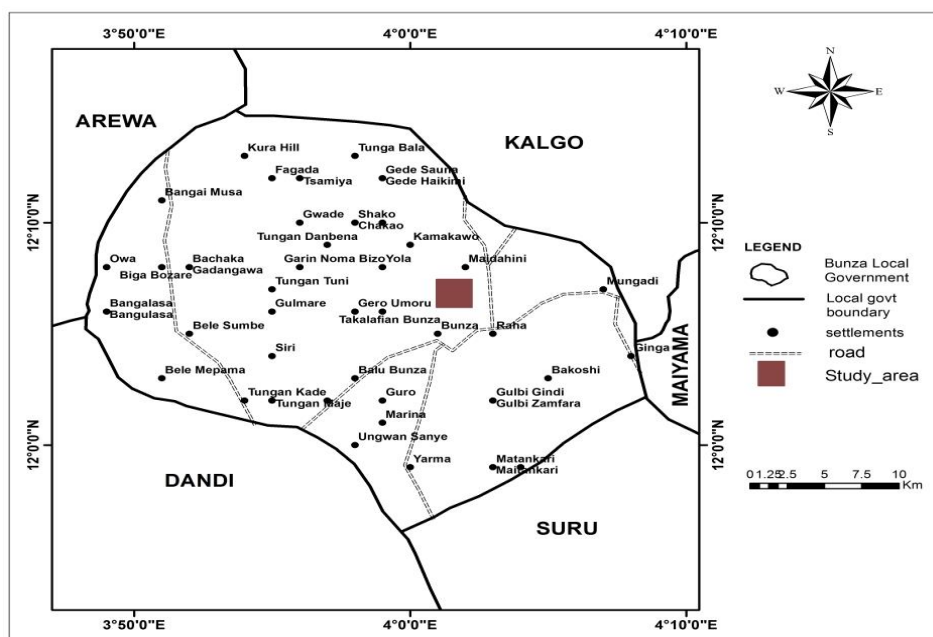 3°50'0"E 4°0'0"E 4°10'0"E
N
W E
S
AREWA
KALGO
Kura Hill Tunga Bala
Fagada Gede Sauna
Tsamiya Gede Haikimi
Bangai Musa
12°10'0"N 12°10'0"N
Gwade Shako
Chakao
Tungan Danbena Kamakawo
Owa Bachaka Garin Noma Bizo Yola Maidahini
Biga Bozare Gadangawa
Tungan Tuni Mungadi
Bangalasa Gulmare Gero Umoru
Bangulasa Takalafian Bunza
Bele Sumbe Bunza Raha
Siri Ginga
Bele Mepama Balu Bunza Bakoshi
Tungan Kade Guro Gulbi Gindi
Tungan Maje Gulbi Zamfara
Marina
Ungwan Sanye
12°0'0"N 12°0'0"N
Yarma Matankari
Maitankari
DANDI
SURU
MAIYAMA
LEGEND
Bunza Local
Government
Local govt
boundary
settlements
road
Study_area
0 1.25 2.5 5 7.5 10
Km
3°50'0"E 4°0'0"E 4°10'0"E